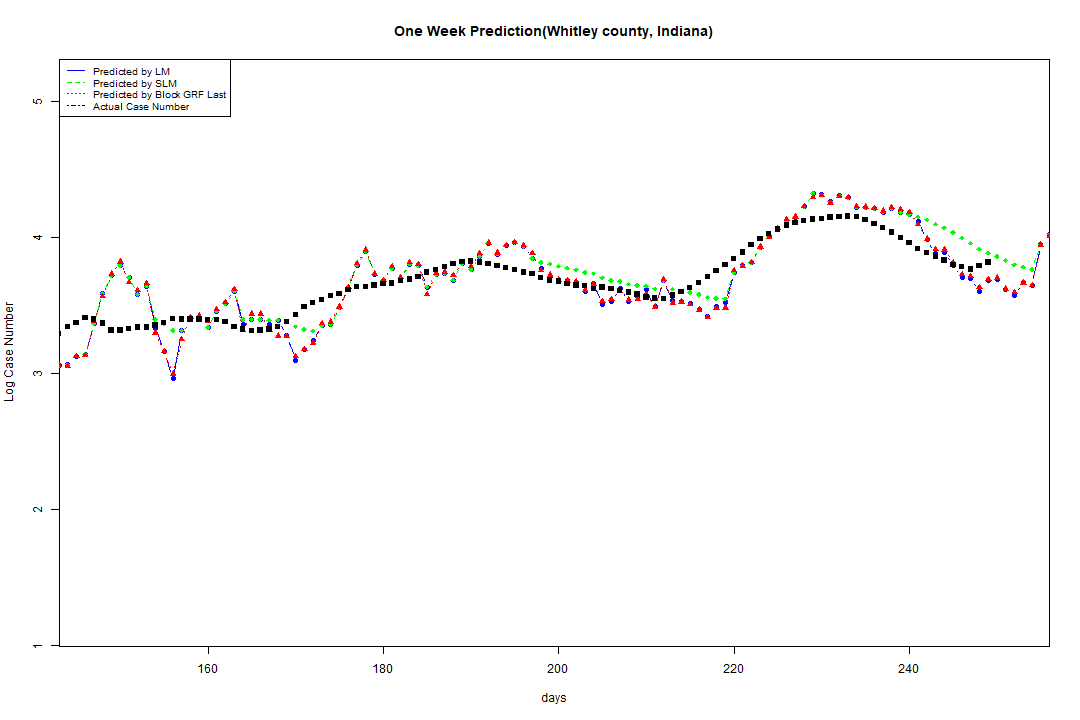 One Week Prediction(Whitley county, Indiana)
Predicted by LM
Predicted by SLM
Predicted by Block GRF Last
Actual Case Number
5
4
3
2
1
Log Case Number
160 180 200 220 240
days